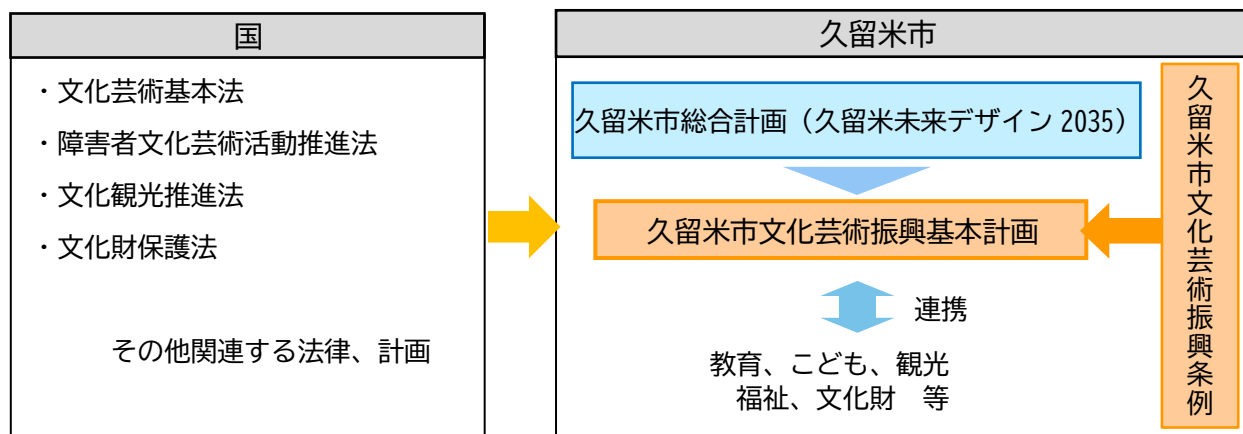 国
・文化芸術基本法
・障害者文化芸術活動推進法
・文化観光推進法
・文化財保護法
その他関連する法律、計画
久留米市
久留米市総合計画（久留米未来デザイン 2035）
久留米市文化芸術振興基本計画
連携
教育、こども、観光
福祉、文化財　等
久留米市文化芸術振興条例